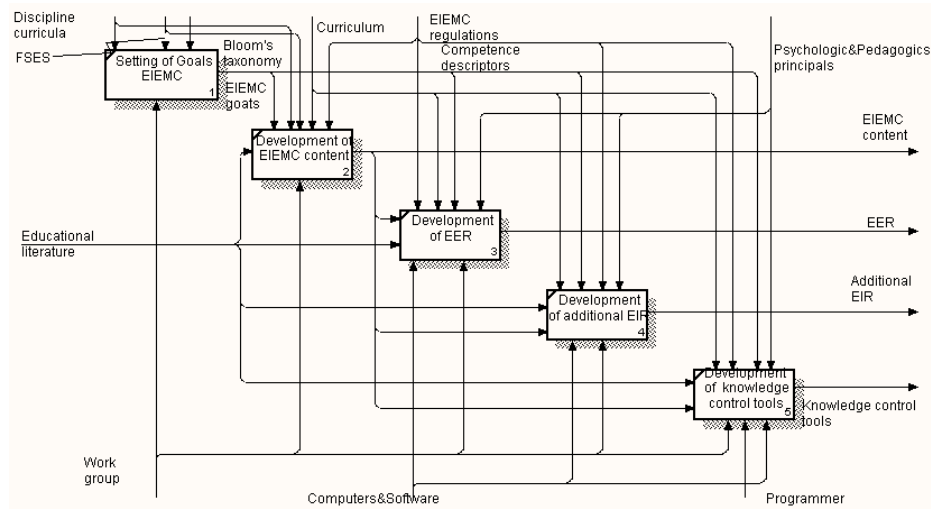 Discipline
curricula
FSES
Setting of Goals
EIEMC
1
Bloom's
taxonomy
EIEMC
goats
Curriculum
EIEMC
regulations
Competence
descriptors
Psychologic&Pedagogics
principals
Development of
EIEMC content
2
EIEMC
content
Development
of EER
3
EER
Educational
literature
Development
of additional EIR
4
Additional
EIR
Development
of knowledge
control tools
5
Knowledge control
tools
Work
group
Computers&Software
Programmer